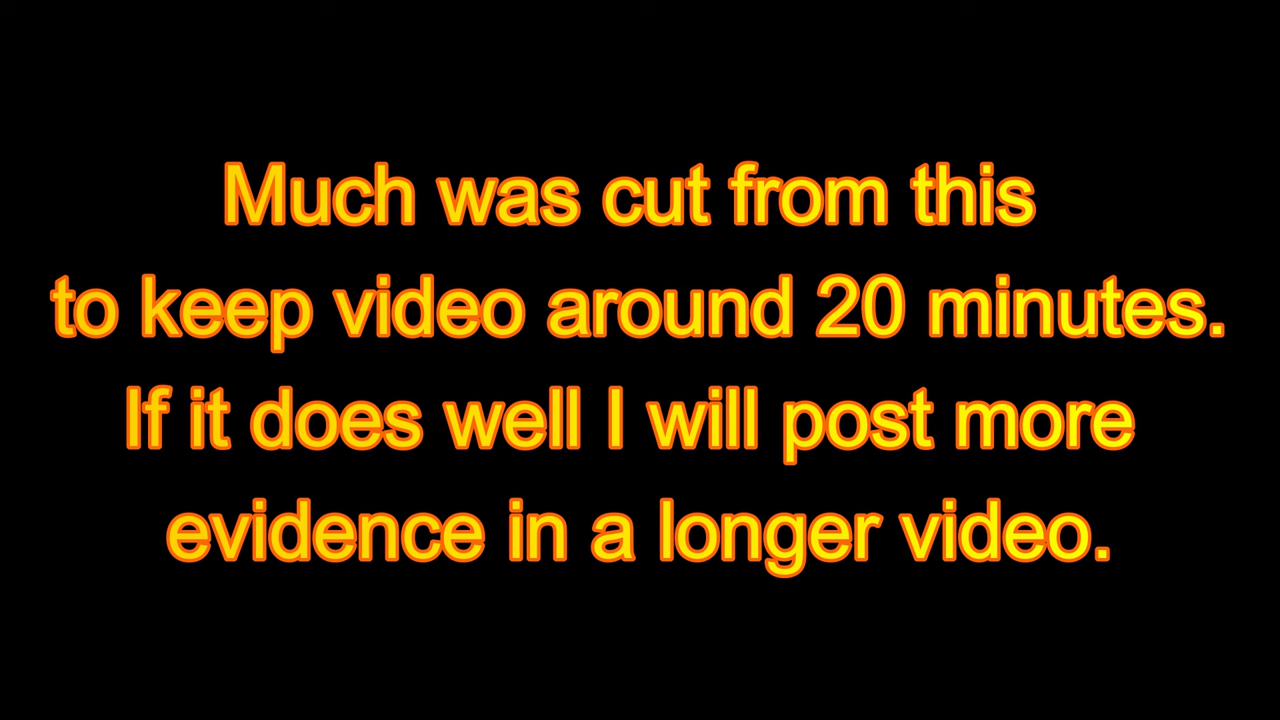 Much was cut from this
to keep video around 20 minutes.
If it does well I will post more
evidence in a longer video.